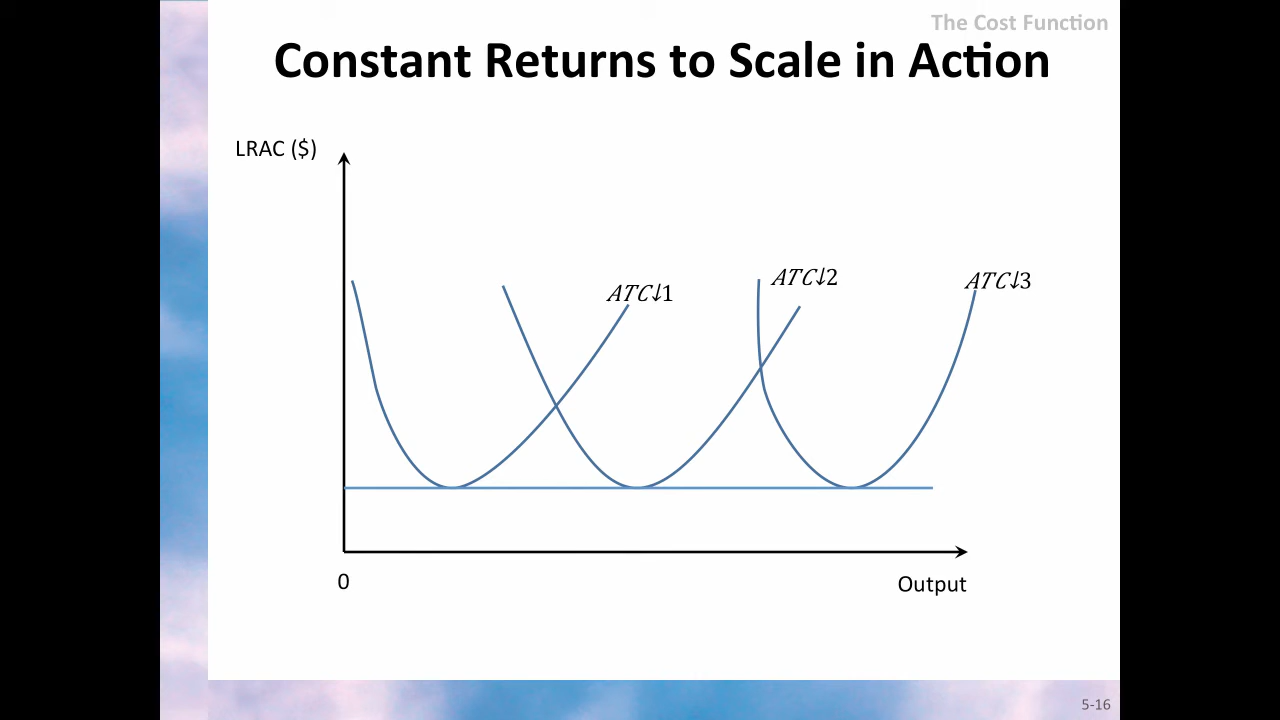 The Cost Function
Constant Returns to Scale in Action
LRAC ($)
𝐴𝑇𝐶↓1
𝐴𝑇𝐶↓2
𝐴𝑇𝐶↓3
0
Output
5-16